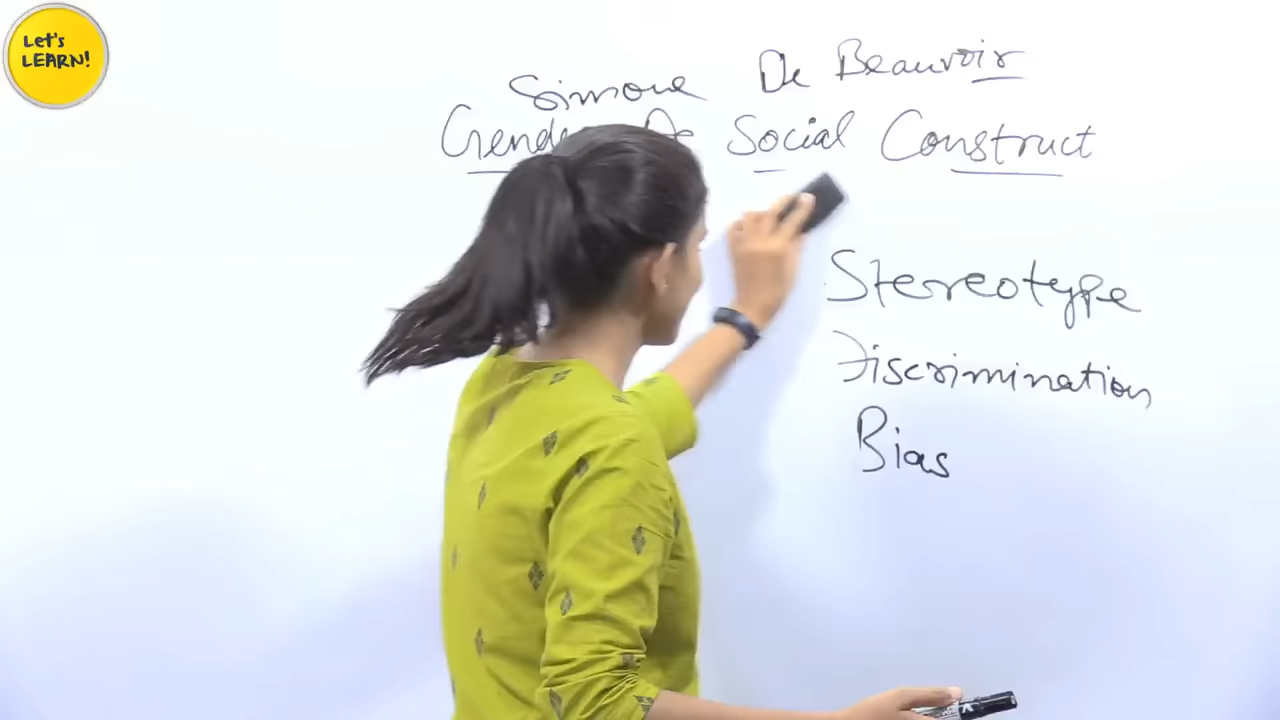 Let's
LEARN!
Simone De Beauvoir
Social Construct
Stereotype
Discrimination
Bias